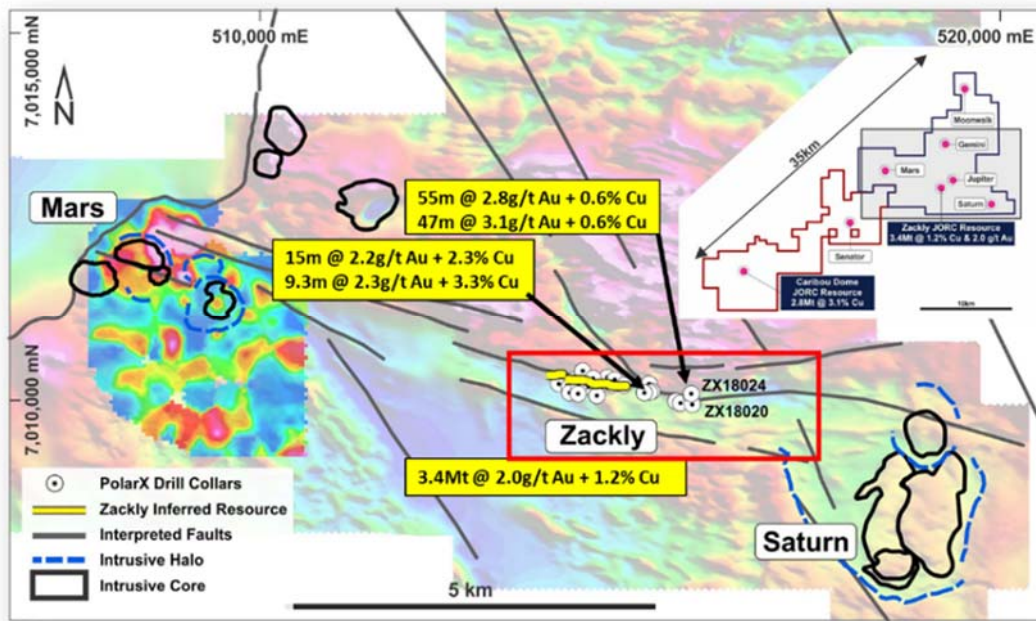 510,000 mE
520,000 mE
7,015,000 mN
N
7,010,000 mN
Mars
55m @ 2.8g/t Au + 0.6% Cu
47m @ 3.1g/t Au + 0.6% Cu
15m @ 2.2g/t Au + 2.3% Cu
9.3m @ 2.3g/t Au + 3.3% Cu
35km
Moonwalk
Gemini
Mars
Jupiter
Saturn
Zackly JORC Resource
3.4Mt @ 1.2% Cu & 2.0 g/t Au
Senator
Caribou Dome
JORC Resource
2.8Mt @ 3.1% Cu
10km
ZX18024
ZX18020
Zackly
3.4Mt @ 2.0g/t Au + 1.2% Cu
Saturn
PolarX Drill Collars
Zackly Inferred Resource
Interpreted Faults
Intrusive Halo
Intrusive Core
5 km